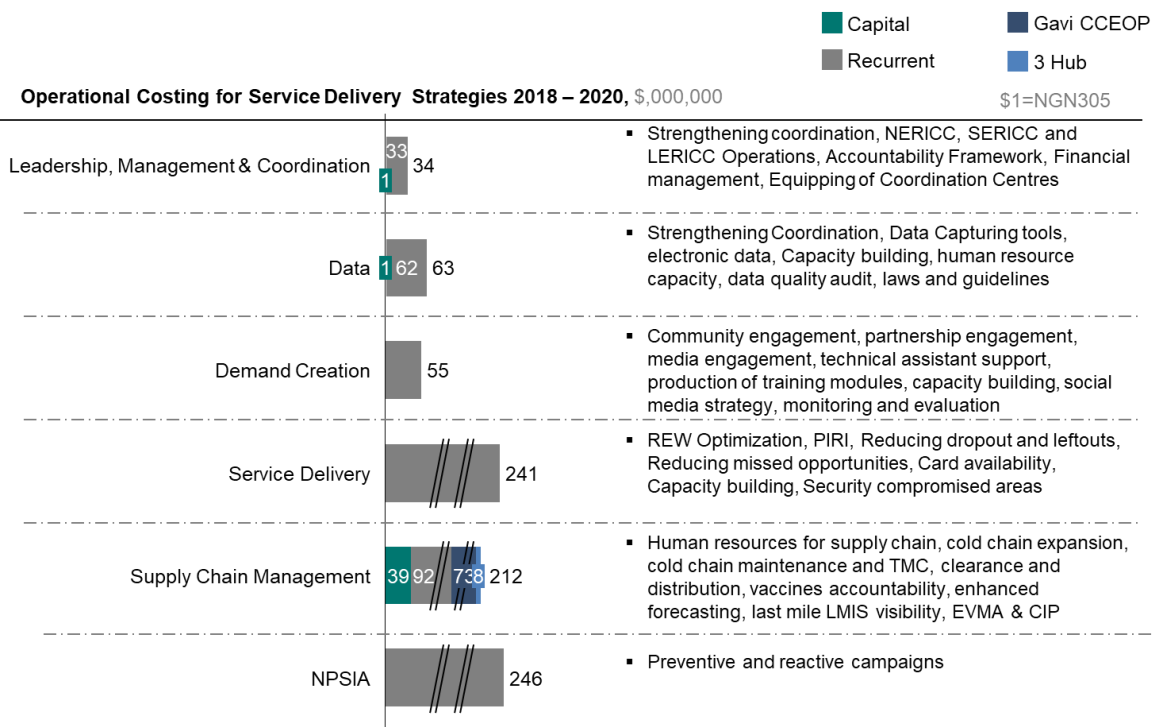 Capital
Gavi CCEOP
Recurrent
3 Hub
Operational Costing for Service Delivery Strategies 2018 – 2020, $,000,000
$1=NGN305
Leadership, Management & Coordination
33
1
34
▪ Strengthening coordination, NERICC, SERICC and
LERICC Operations, Accountability Framework, Financial
management, Equipping of Coordination Centres
Data
1
62
63
▪ Strengthening Coordination, Data Capturing tools,
electronic data, Capacity building, human resource
capacity, data quality audit, laws and guidelines
Demand Creation
55
▪ Community engagement, partnership engagement,
media engagement, technical assistant support,
production of training modules, capacity building, social
media strategy, monitoring and evaluation
Service Delivery
241
▪ REW Optimization, PIRI, Reducing dropout and leftouts,
Reducing missed opportunities, Card availability,
Capacity building, Security compromised areas
Supply Chain Management
39
92
73
8
212
▪ Human resources for supply chain, cold chain expansion,
cold chain maintenance and TMC, clearance and
distribution, vaccines accountability, enhanced
forecasting, last mile LMIS visibility, EVMA & CIP
NPSIA
246
▪ Preventive and reactive campaigns